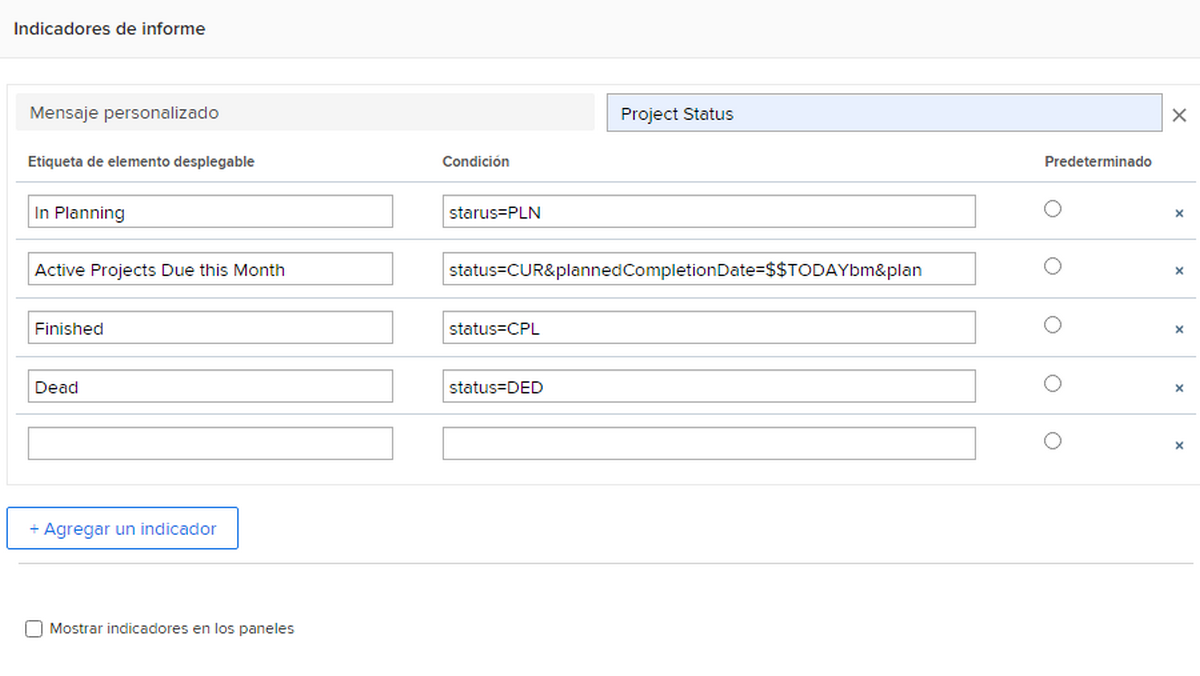 Indicadores de informe
Mensaje personalizado
Project Status
Etiqueta de elemento desplegable
Condición
Predeterminado
In Planning
starus=PLN
Active Projects Due this Month
status=CUR&plannedCompletionDate=$$TODAYbm&plan
Finished
status=CPL
Dead
status=DED
+ Agregar un indicador
Mostrar indicadores en los paneles